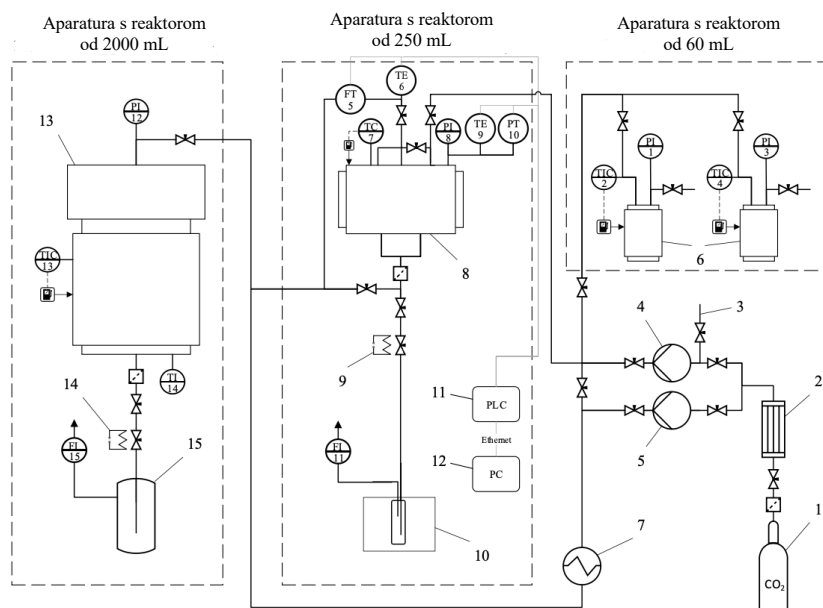 Aparatura s reaktorom
od 2000 mL
Aparatura s reaktorom
od 250 mL
Aparatura s reaktorom
od 60 mL
PI
12
13
TIC
13
TI
14
14
FI
15
15
FT
5
TE
6
TC
7
PI
8
TE
9
PT
10
8
9
FI
11
10
11
PLC
Ethernet
12
PC
TIC
2
PI
1
TIC
4
PI
3
6
4
3
5
2
7
1
CO2